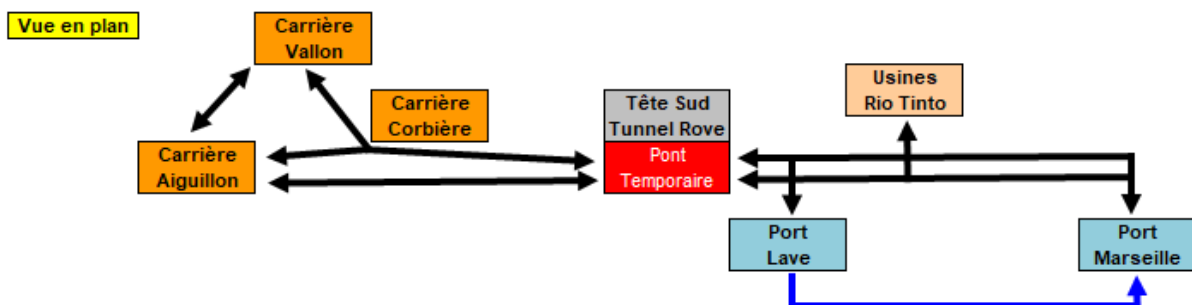 Vue en plan
Carrière
Vallon
Usines
Rio Tinto
Carrière
Corbière
Tête Sud
Tunnel Rove
Carrière
Aiguillon
Pont
Temporaire
Port
Lave
Port
Marseille